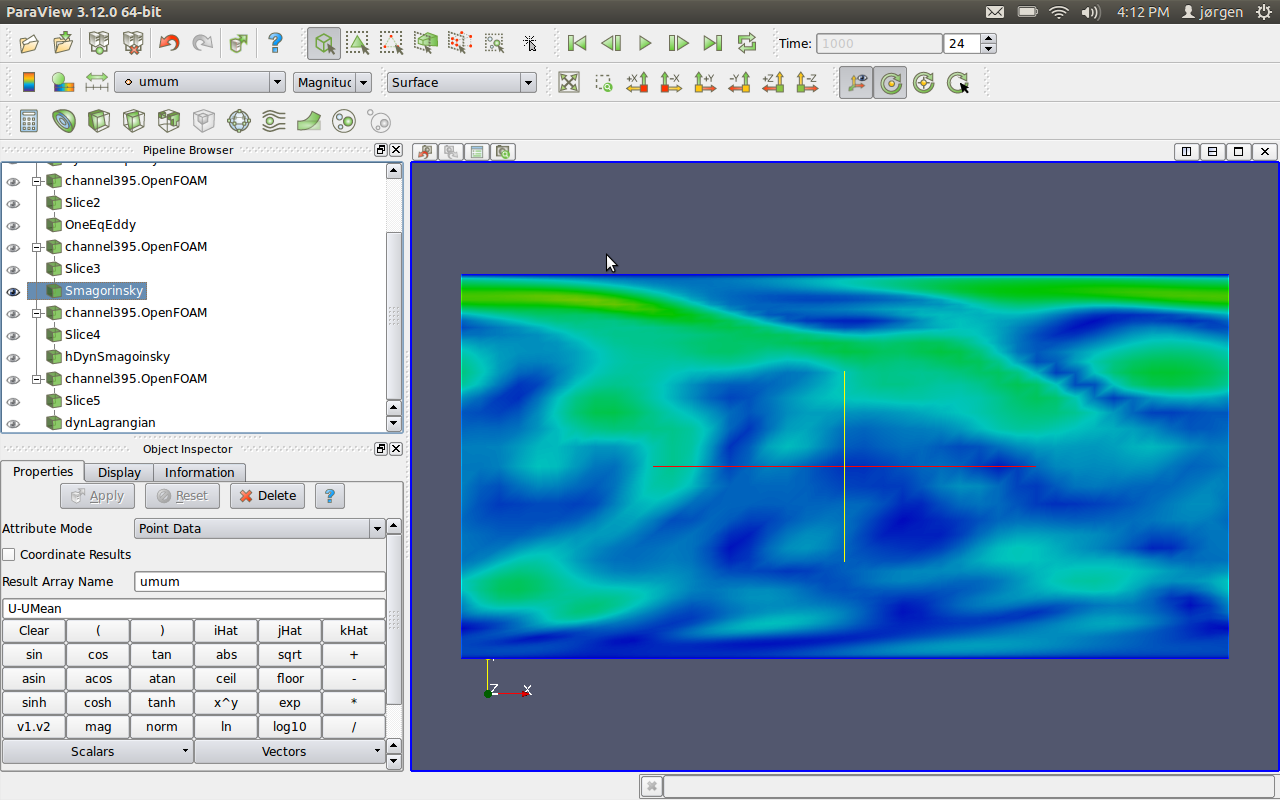 ParaView 3.12.0 64-bit
4:12 PM jørgen
Time: 1000 24
umum Magnitud Surface
+X -X +Y -Y +Z -Z
Pipeline Browser
channel395.OpenFOAM
Slice2
OneEqEddy
channel395.OpenFOAM
Slice3
Smagorinsky
channel395.OpenFOAM
Slice4
hDynSmagoinsky
channel395.OpenFOAM
Slice5
dynLagrangian
Object Inspector
Properties Display Information
Apply Reset Delete
Attribute Mode Point Data
Coordinate Results
Result Array Name umum
U-UMean
Clear ( ) iHat jHat kHat
sin cos tan abs sqrt +
asin acos atan ceil floor -
sinh cosh tanh x^y exp *
v1.v2 mag norm ln log10 /
Scalars Vectors
Z X